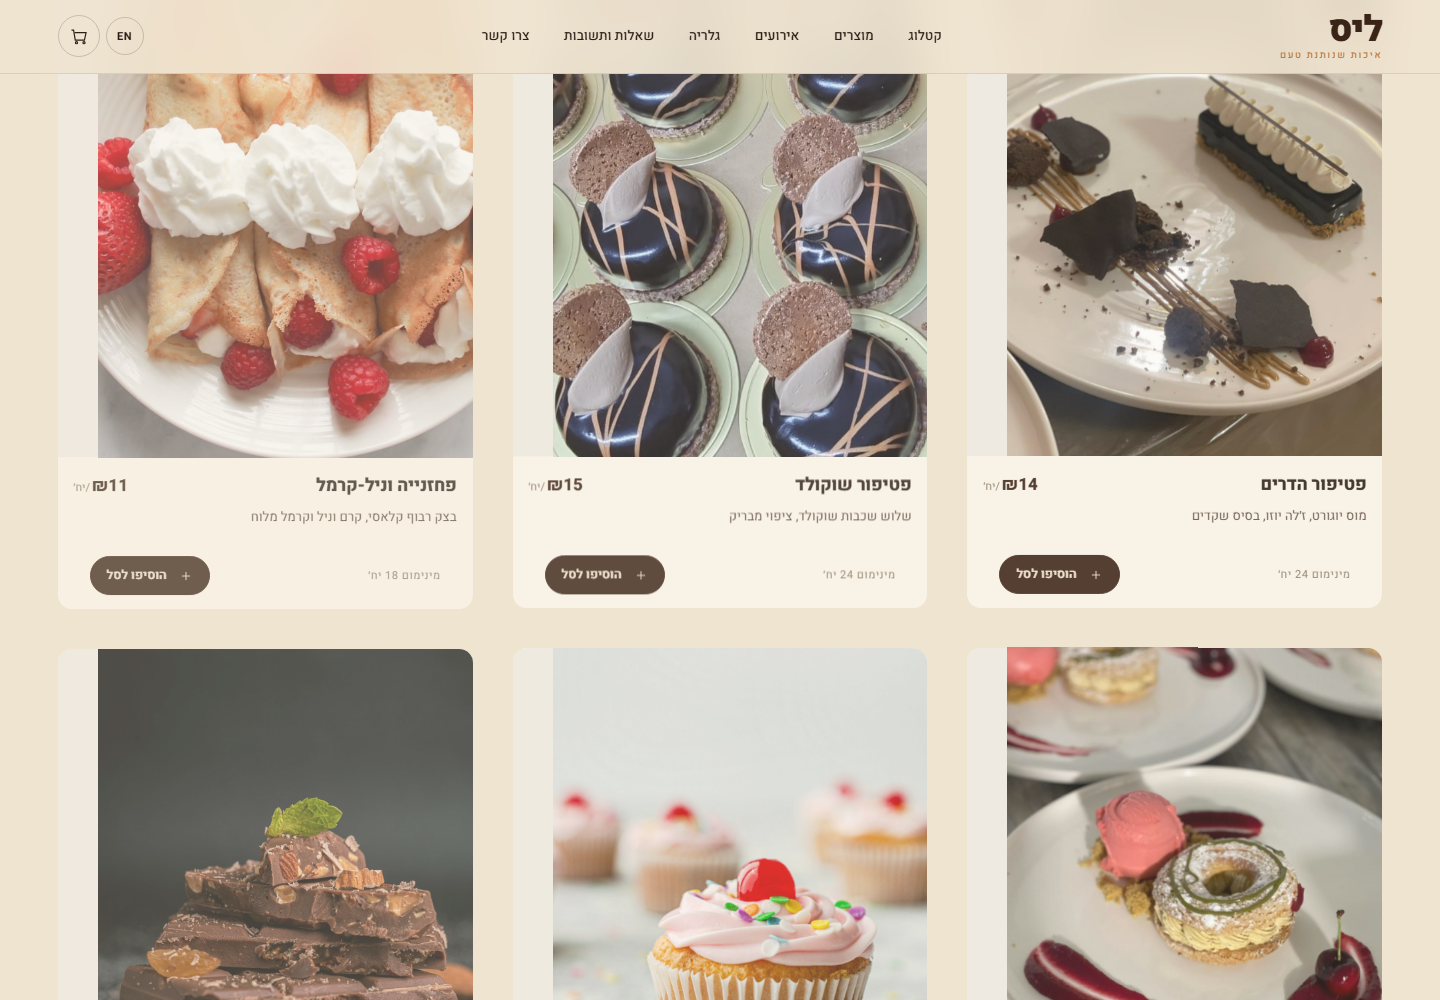 ליס
איכות שנותנת טעם
קטלוג
מוצרים
אירועים
גלריה
שאלות ותשובות
צרו קשר
EN
פטיפור הדרים
₪14 /יח׳
מוס יוגורט, ז׳לה יוזו, בסיס שקדים
מינימום 24 יח׳
+ הוסיפו לסל
פטיפור שוקולד
₪15 /יח׳
שלוש שכבות שוקולד, ציפוי מבריק
מינימום 24 יח׳
+ הוסיפו לסל
פחזנייה וניל-קרמל
₪11 /יח׳
בצק רבוך קלאסי, קרם וניל וקרמל מלוח
מינימום 18 יח׳
+ הוסיפו לסל